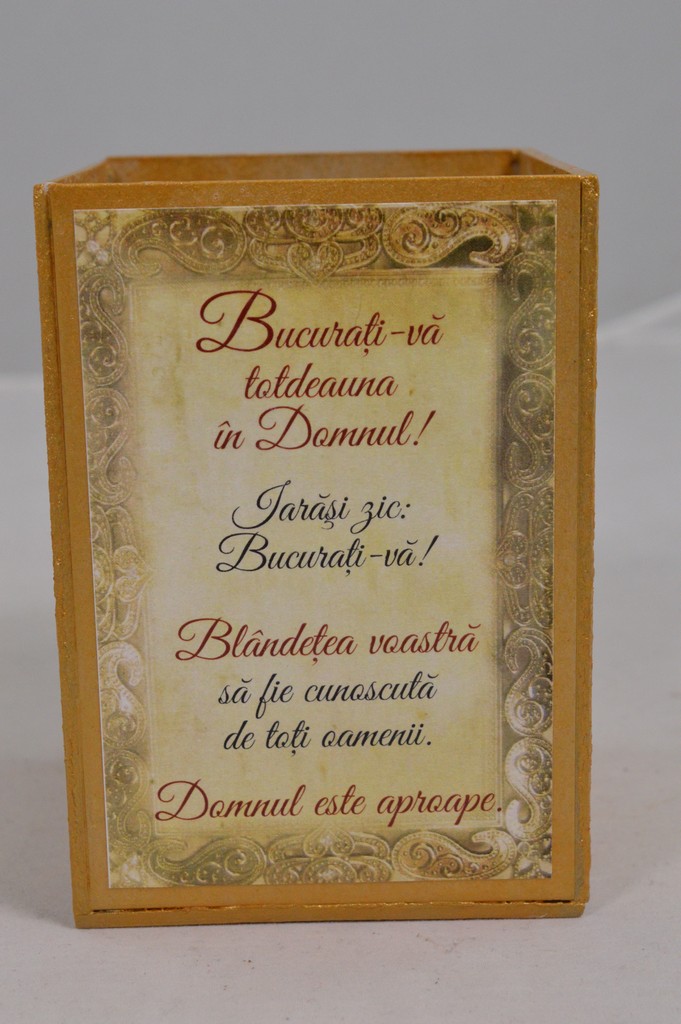 Bucurați-vă
totdeauna
în Domnul!
Iarăşi zic:
Bucurați-vă!
Blândețea voastră
să fie cunoscută
de toți oamenii.
Domnul este aproape.